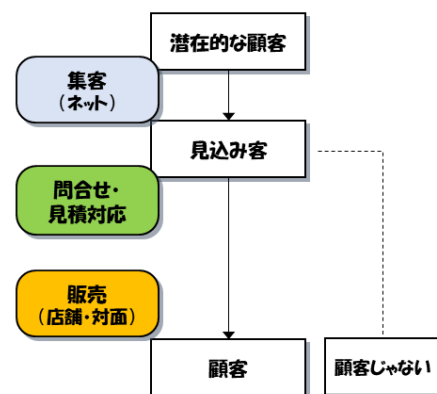 潜在的な顧客
集客
(ネット)
見込み客
問合せ・
見積対応
販売
(店舗・対面)
顧客
顧客じゃない